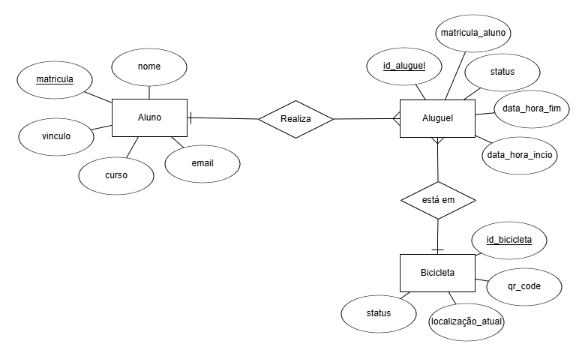 matricula_aluno
nome
id_aluguel
status
matricula
data_hora_fim
Aluno
Realiza
Aluguel
vinculo
data_hora_incio
email
curso
está em
id_bicicleta
Bicicleta
qr_code
status
localização_atual